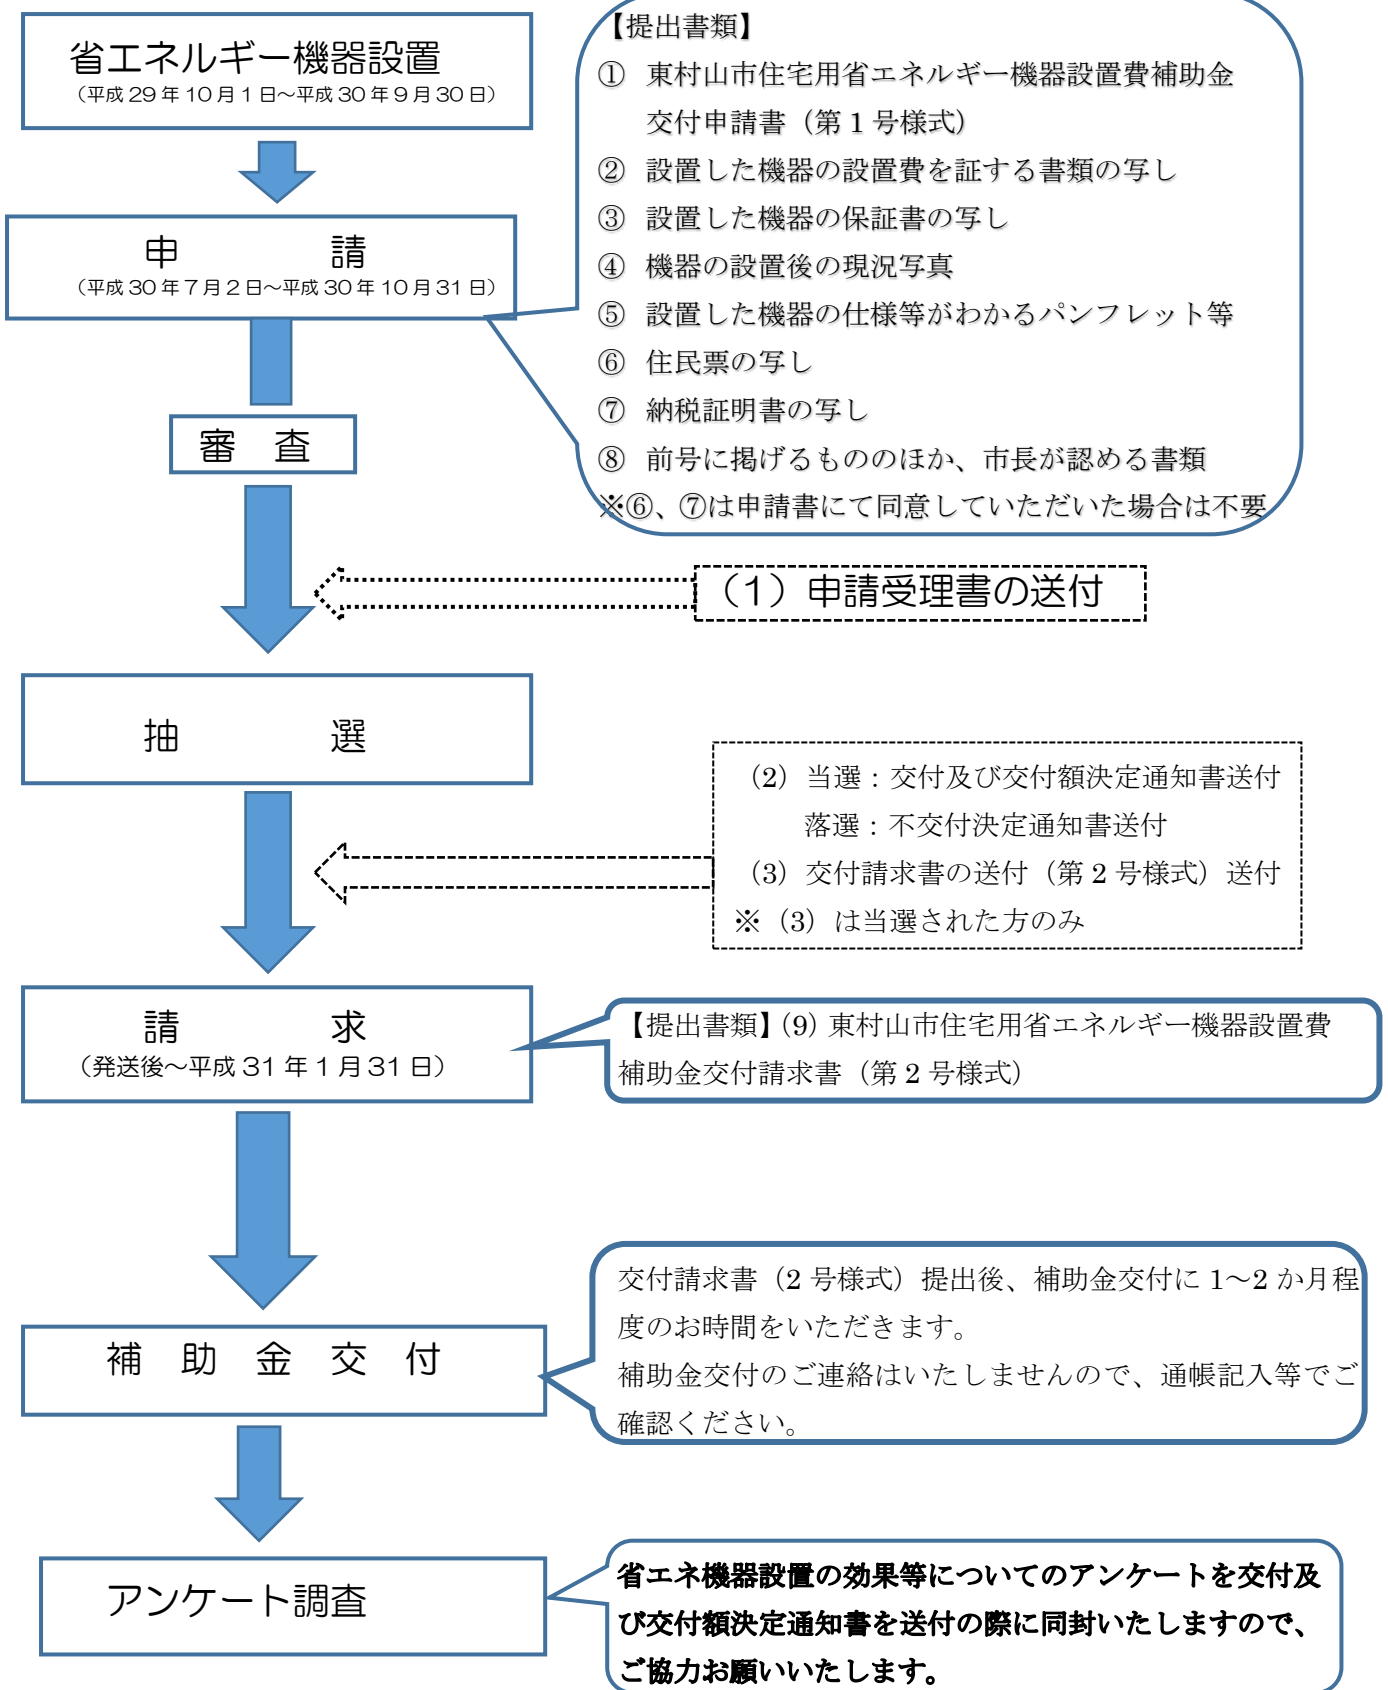 省エネルギー機器設置
（平成29年10月1日～平成30年9月30日）
【提出書類】
① 東村山市住宅用省エネルギー機器設置費補助金
交付申請書（第1号様式）
② 設置した機器の設置費を証する書類の写し
③ 設置した機器の保証書の写し
④ 機器の設置後の現況写真
⑤ 設置した機器の仕様等がわかるパンフレット等
⑥ 住民票の写し
⑦ 納税証明書の写し
⑧ 前号に掲げるもののほか、市長が認める書類
※⑥、⑦は申請書にて同意していただいた場合は不要
申　　　　請
（平成30年7月2日～平成30年10月31日）
審　査
（1）申請受理書の送付
抽　　　　選
（2）当選：交付及び交付額決定通知書送付
落選：不交付決定通知書送付
（3）交付請求書の送付（第2号様式）送付
※（3）は当選された方のみ
請　　　　求
（発送後～平成31年1月31日）
【提出書類】（9）東村山市住宅用省エネルギー機器設置費
補助金交付請求書（第2号様式）
補　助　金　交　付
交付請求書（2号様式）提出後、補助金交付に1～2か月程
度のお時間をいただきます。
補助金交付のご連絡はいたしませんので、通帳記入等でご
確認ください。
アンケート調査
省エネ機器設置の効果等についてのアンケートを交付及
び交付額決定通知書を送付の際に同封いたしますので、
ご協力お願いいたします。